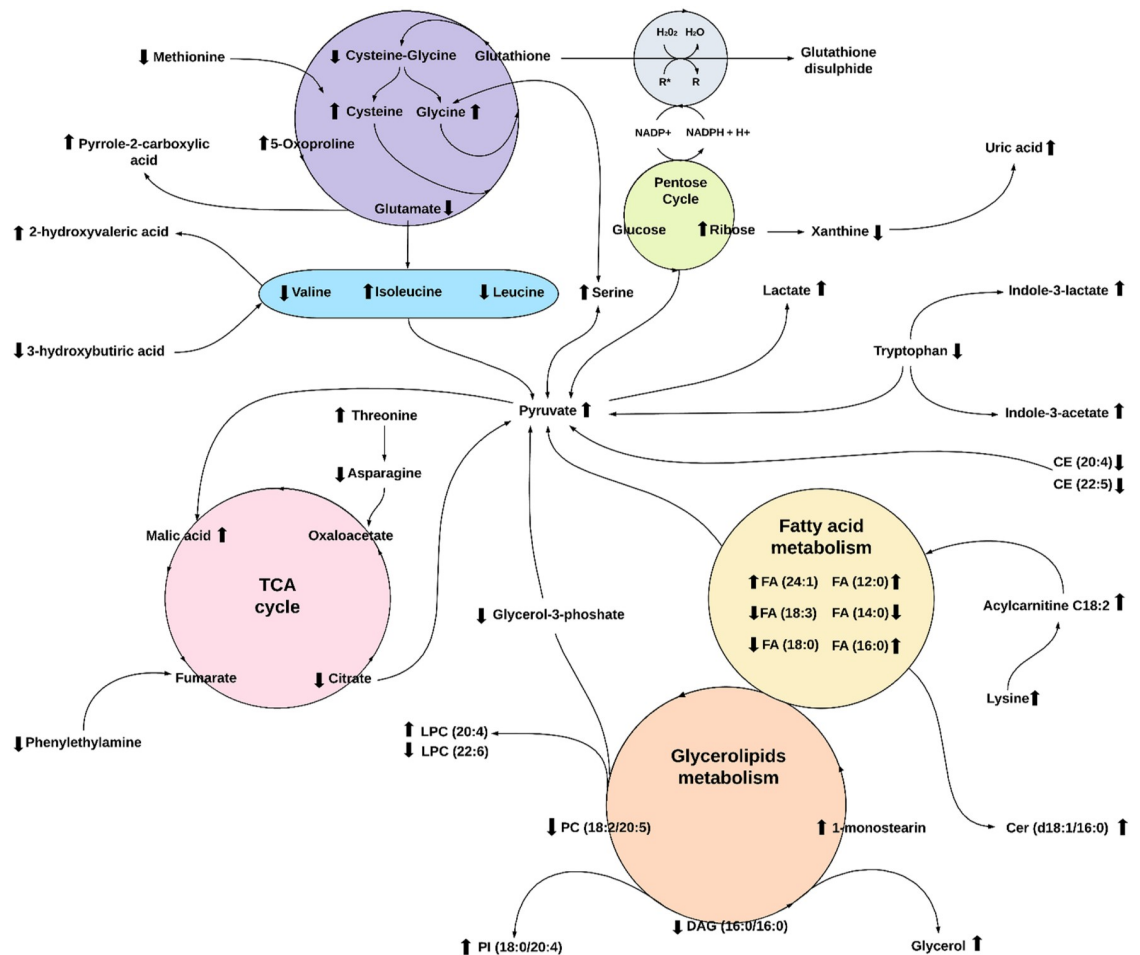 H₂0₂ H₂O
Methionine
Cysteine-Glycine
Glutathione
Glutathione
disulphide
R* R
Cysteine Glycine
NADP+ NADPH + H+
Pyrrole-2-carboxylic
acid
5-Oxoproline
Uric acid
Pentose
Cycle
Glutamate
Glucose Ribose
Xanthine
2-hydroxyvaleric acid
Valine Isoleucine Leucine
Serine
Lactate
Indole-3-lactate
3-hydroxybutiric acid
Tryptophan
Pyruvate
Indole-3-acetate
Threonine
Asparagine
CE (20:4)
CE (22:5)
Malic acid
Oxaloacetate
TCA
cycle
Fatty acid
metabolism
FA (24:1) FA (12:0)
FA (18:3) FA (14:0)
FA (18:0) FA (16:0)
Glycerol-3-phoshate
Acylcarnitine C18:2
Fumarate
Citrate
Lysine
Phenylethylamine
LPC (20:4)
LPC (22:6)
Glycerolipids
metabolism
PC (18:2/20:5)
1-monostearin
Cer (d18:1/16:0)
DAG (16:0/16:0)
PI (18:0/20:4)
Glycerol